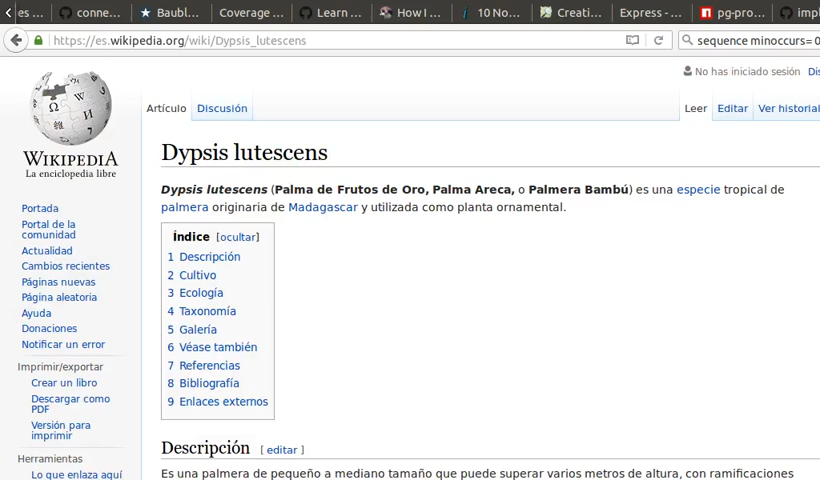 es ...
conne...
Baubl...
Coverage ...
Learn ...
How I ...
10 No...
Creati...
Express - ...
pg-pro...
impl
https://es.wikipedia.org/wiki/Dypsis_lutescens
sequence minoccurs= 0
No has iniciado sesión Dis
Artículo Discusión Leer Editar Ver historial
WIKIPEDIA
La enciclopedia libre
Dypsis lutescens
Dypsis lutescens (Palma de Frutos de Oro, Palma Areca, o Palmera Bambú) es una especie tropical de
palmera originaria de Madagascar y utilizada como planta ornamental.
Portada
Portal de la
comunidad
Actualidad
Cambios recientes
Páginas nuevas
Página aleatoria
Ayuda
Donaciones
Notificar un error
Imprimir/exportar
Crear un libro
Descargar como
PDF
Versión para
imprimir
Herramientas
Lo que enlaza aquí
Índice [ocultar]
1 Descripción
2 Cultivo
3 Ecología
4 Taxonomía
5 Galería
6 Véase también
7 Referencias
8 Bibliografía
9 Enlaces externos
Descripción [ editar ]
Es una palmera de pequeño a mediano tamaño que puede superar varios metros de altura, con ramificaciones